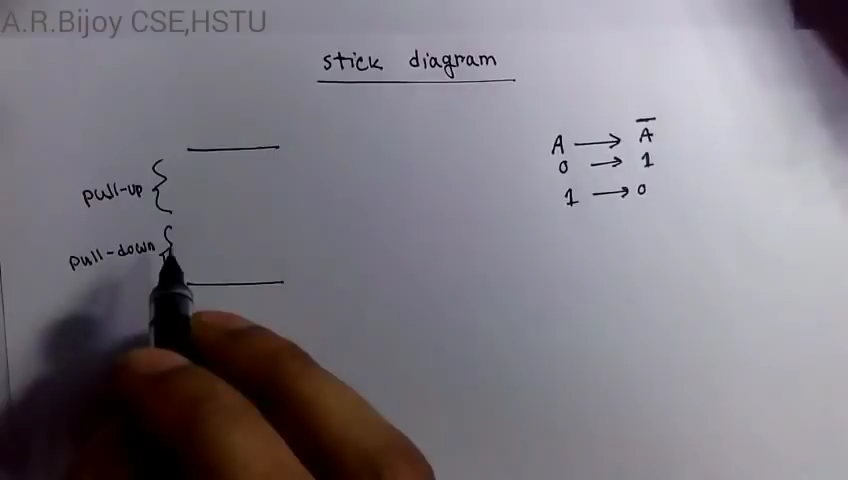 A.R.Bijoy CSE,HSTU
stick diagram
A → A̅
0 → 1
1 → 0
pull-up
pull-down